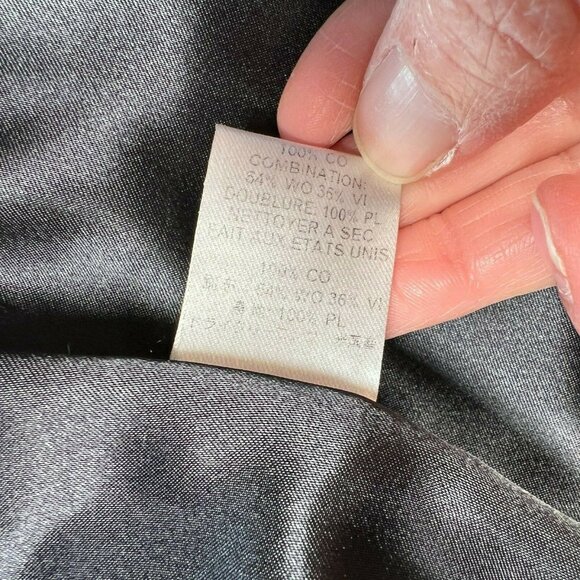 100% CO
COMBINATION:
64% WO 36% VI
DOUBLURE: 100% PL
NETTOYER A SEC
FAIT AUX ETATS UNIS
100% CO
64% WO 36% VI
100% PL